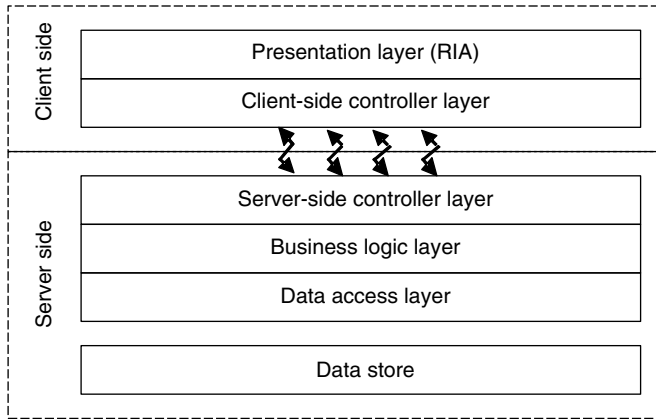 Client side
Presentation layer (RIA)
Client-side controller layer
Server side
Server-side controller layer
Business logic layer
Data access layer
Data store